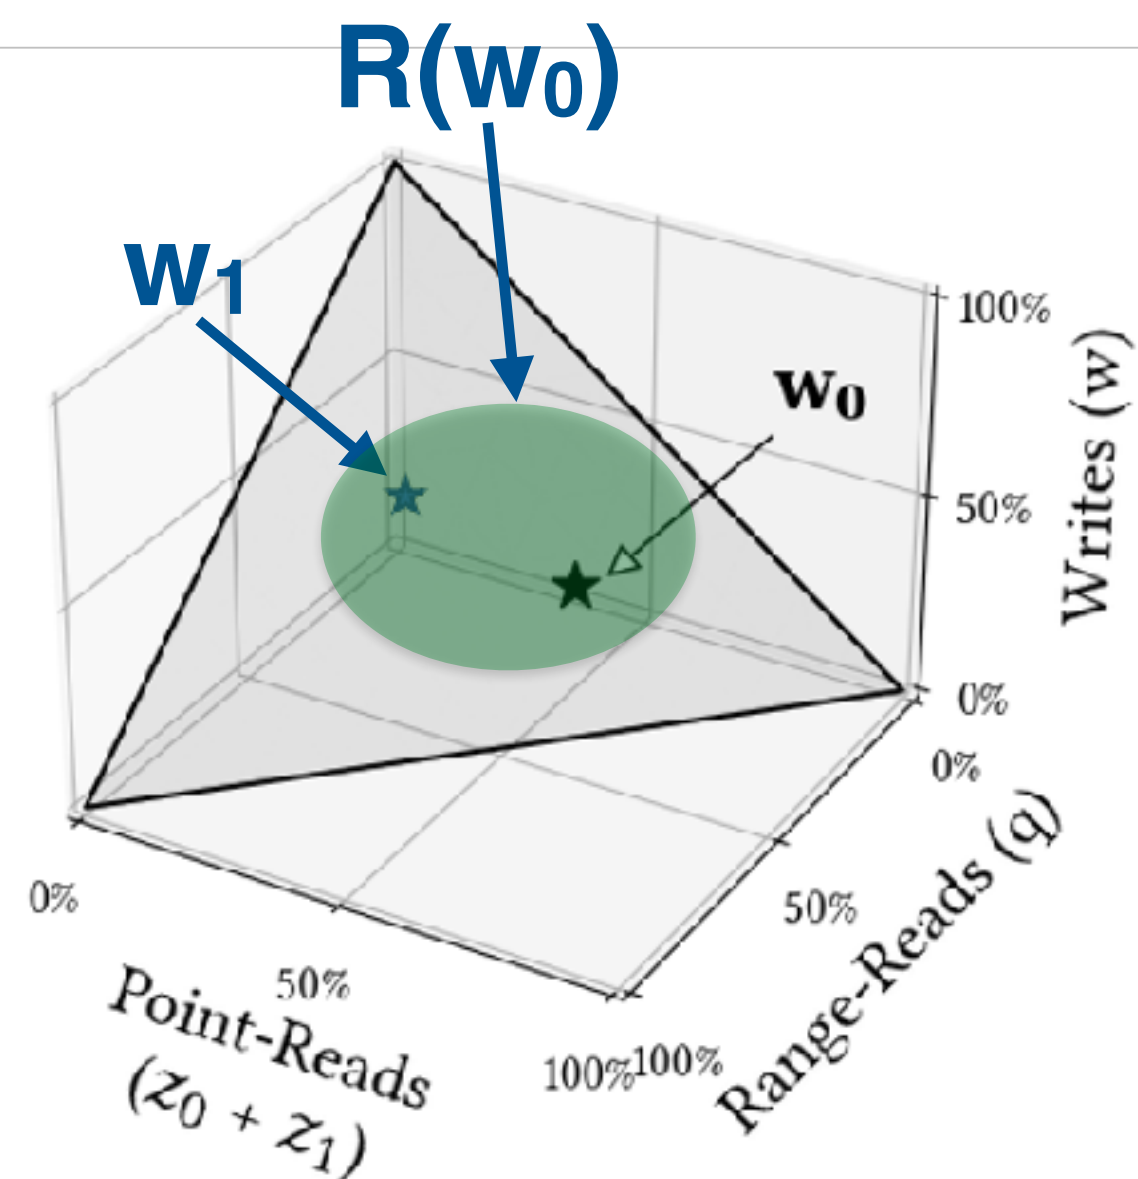 R(w₀)
w₁
w₀
100%
50%
0%
Writes (w)
0%
50%
100%
Range-Reads (q)
0%
50%
100%
Point-Reads
(z₀ + z₁)